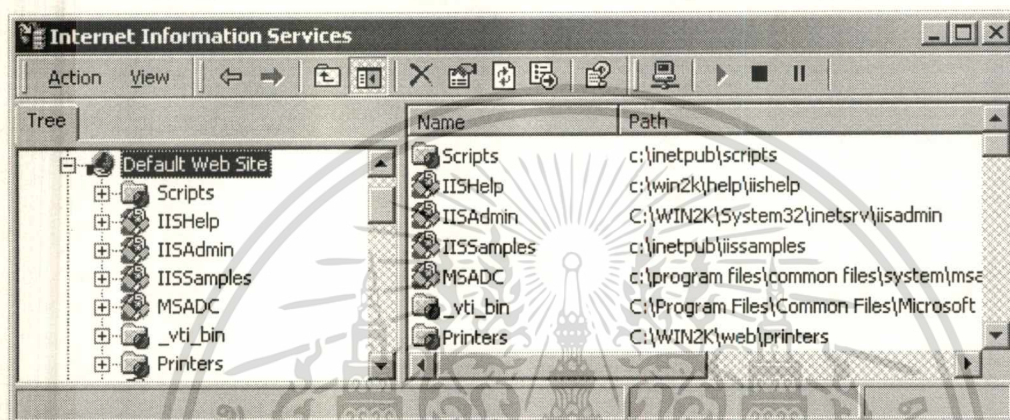 Internet Information Services
Action View
Tree
Default Web Site
Scripts
IISHelp
IISAdmin
IISSamples
MSADC
_vti_bin
Printers
Name Path
Scripts c:\inetpub\scripts
IISHelp c:\win2k\help\iishelp
IISAdmin C:\WIN2K\System32\inetsrv\iisadmin
IISSamples c:\inetpub\iissamples
MSADC c:\program files\common files\system\msa
_vti_bin C:\Program Files\Common Files\Microsoft
Printers C:\WIN2K\web\printers